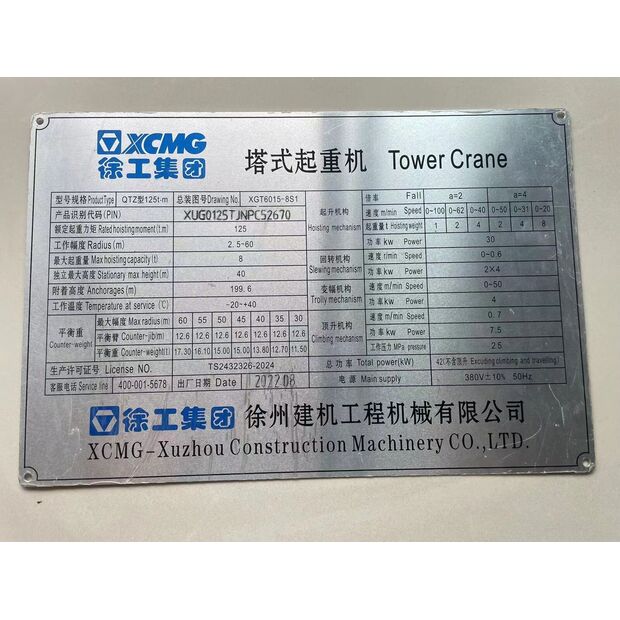 XCMG
徐工集团
塔式起重机 Tower Crane
型号规格 Product Type QTZ型125t·m 总装图号 Drawing No. XGT6015-8S1
产品识别代码(PIN) XUG0125TJNPC52670
额定起重力矩 Rated hoisting moment(t.m) 125
工作幅度 Radius (m) 2.5-60
最大起重量 Max hoisting capacity(t) 8
独立最大高度 Stationary max height(m) 40
附着高度 Anchorages(m) 199.6
工作温度 Temperature at service (℃) -20~+40
平衡重 Counter-weight
最大幅度 Max radius(m) 60 55 50 45 40 35 30
平衡臂 Counter-jib(m) 12.6 12.6 12.6 12.6 12.6 12.6 12.6
平衡重 Counter-weight(t) 17.30 16.10 15.00 15.00 13.80 12.70 11.50
生产许可证号 License NO. TS2432326-2024
客服电话 Service line 400-001-5678 出厂日期 Date 2022.08
起升机构 Hoisting mechanism
倍率 Fall a=2 a=4
速度 m/min Speed 0~100 0~62 0~40 0~50 0~31 0~20
起重量 t Hoisting weight 1 2 4 2 4 8
功率 kw Power 30
回转机构 Slewing mechanism
速度 r/min Speed 0~0.6
功率 kw Power 2×4
变幅机构 Trolly mechanism
速度 m/min Speed 0~50
功率 kw Power 4
顶升机构 Climbing mechanism
速度 m/min Speed 0.7
功率 kw Power 7.5
工作压力 MPa pressure 25
总功率 Total power(kw) 42(不含顶升 Excuding climbing and travelling)
电源 Main supply 380V±10% 50Hz
徐工集团 徐州建机工程机械有限公司
XCMG-Xuzhou Construction Machinery CO.,LTD.